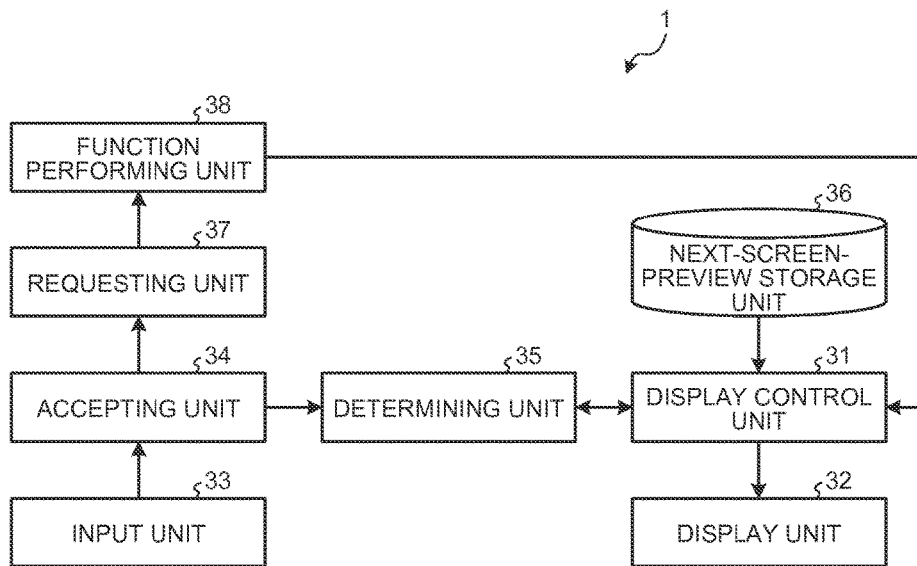 1
38
FUNCTION
PERFORMING UNIT
36
NEXT-SCREEN-
PREVIEW STORAGE
UNIT
37
REQUESTING UNIT
34
ACCEPTING UNIT
35
DETERMINING UNIT
31
DISPLAY CONTROL
UNIT
33
INPUT UNIT
32
DISPLAY UNIT